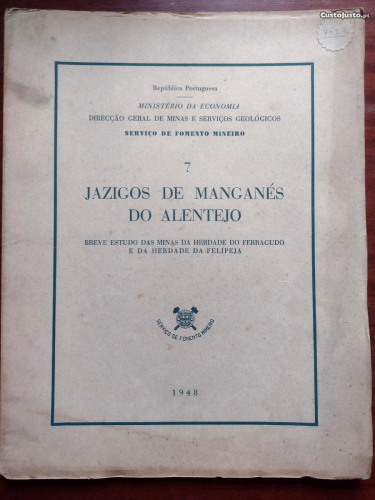 CustoJusto.pt
República Portuguesa
MINISTÉRIO DA ECONOMIA
DIRECÇÃO GERAL DE MINAS E SERVIÇOS GEOLÓGICOS
SERVIÇO DE FOMENTO MINEIRO
7
JAZIGOS DE MANGANÉS
DO ALENTEJO
BREVE ESTUDO DAS MINAS DA HERDADE DO FERRAGUDO
E DA HERDADE DA FELIPEJA
SERVIÇO DE FOMENTO MINEIRO
1948